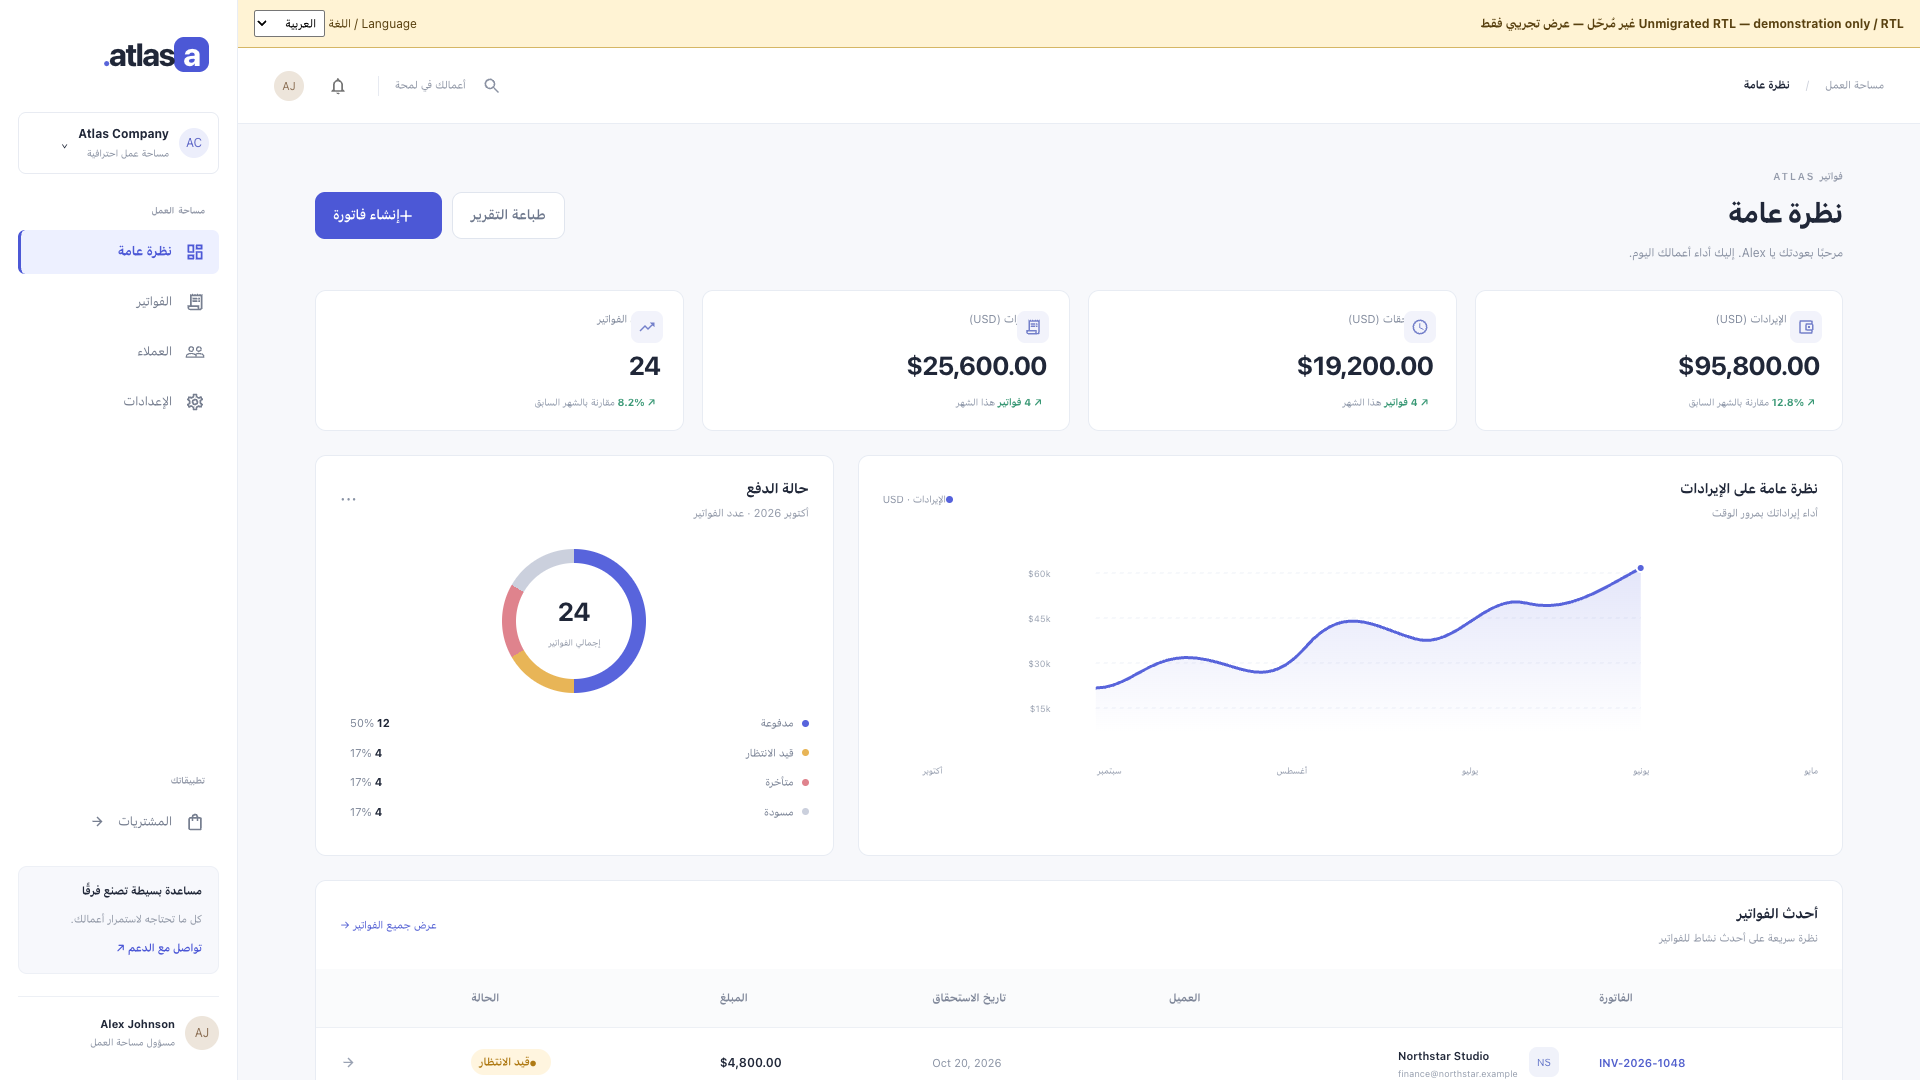 Unmigrated RTL — demonstration only / RTL غير مُرحّل — عرض تجريبي فقط
Language / اللغة
العربية
atlas.
a
AC
Atlas Company
مساحة عمل احترافية
مساحة العمل
نظرة عامة
الفواتير
العملاء
الإعدادات
تطبيقاتك
المشتريات →
مساعدة بسيطة تصنع فرقًا
كل ما تحتاجه لاستمرار أعمالك.
تواصل مع الدعم ↗
AJ
Alex Johnson
مسؤول مساحة العمل
مساحة العمل / نظرة عامة
أعمالك في لمحة
AJ
فواتير ATLAS
نظرة عامة
مرحبًا بعودتك يا Alex. إليك أداء أعمالك اليوم.
طباعة التقرير
+إنشاء فاتورة
الإيرادات (USD)
$95,800.00
↗ 12.8% مقارنة بالشهر السابق
(USD)
$19,200.00
↗ 4 فواتير هذا الشهر
(USD)
$25,600.00
↗ 4 فواتير هذا الشهر
الفواتير
24
↗ 8.2% مقارنة بالشهر السابق
نظرة عامة على الإيرادات
أداء إيراداتك بمرور الوقت
الإيرادات · USD
$60k
$45k
$30k
$15k
مايو يونيو يوليو أغسطس سبتمبر أكتوبر
حالة الدفع
أكتوبر 2026 · عدد الفواتير
...
24
إجمالي الفواتير
مدفوعة 12 50%
قيد الانتظار 4 17%
متأخرة 4 17%
مسودة 4 17%
أحدث الفواتير
نظرة سريعة على أحدث نشاط للفواتير
عرض جميع الفواتير →
الفاتورة العميل تاريخ الاستحقاق المبلغ الحالة
INV-2026-1048 NS Northstar Studio Oct 20, 2026 $4,800.00 قيد الانتظار →
finance@northstar.example